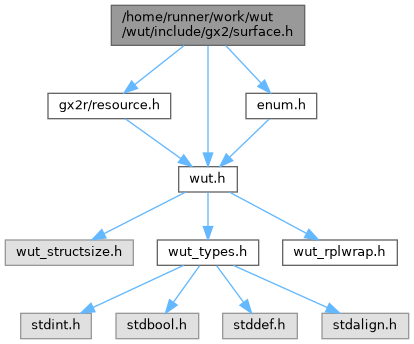 /home/runner/work/wut
/wut/include/gx2/surface.h
gx2r/resource.h
enum.h
wut.h
wut_structsize.h
wut_types.h
wut_rplwrap.h
stdint.h
stdbool.h
stddef.h
stdalign.h